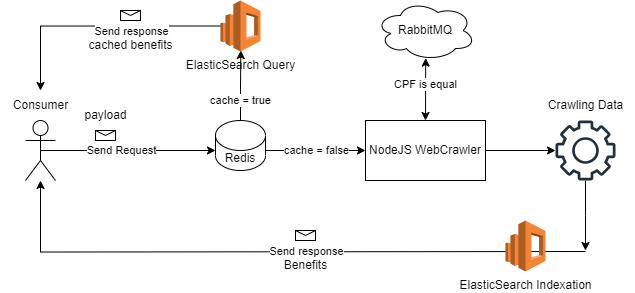 Send response
cached benefits
RabbitMQ
ElasticSearch Query
CPF is equal
Consumer
cache = true
Crawling Data
payload
Send Request
Redis
cache = false
NodeJS WebCrawler
Send response
Benefits
ElasticSearch Indexation